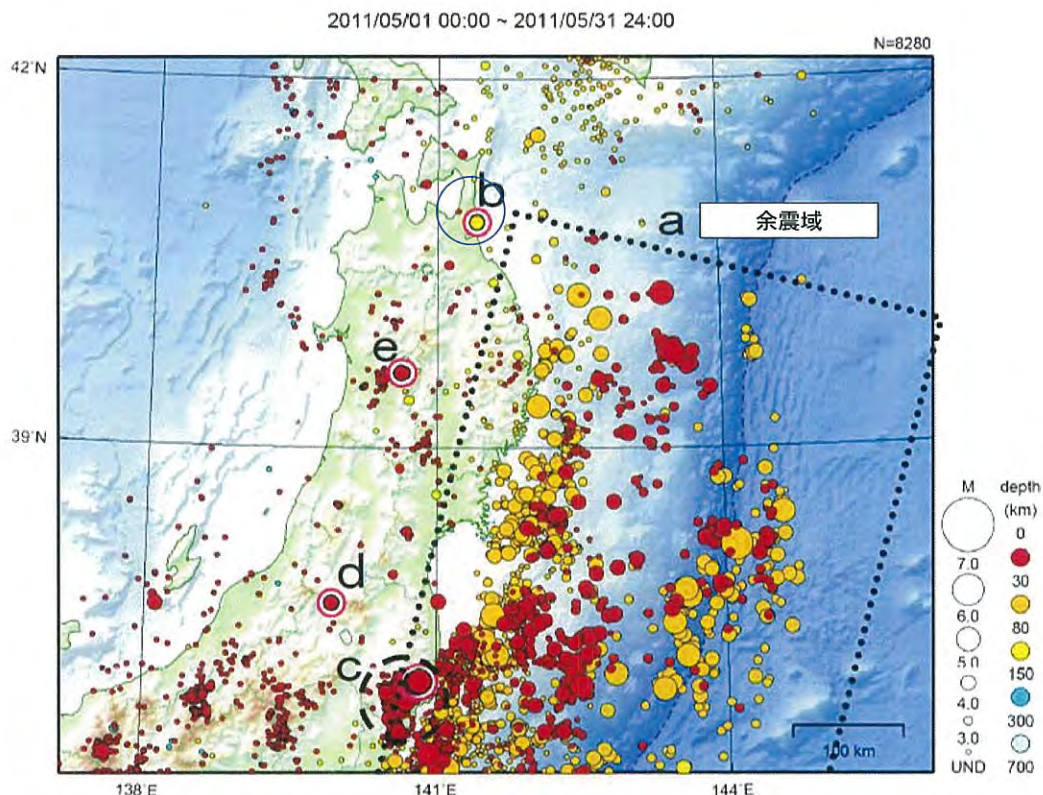 2011/05/01 00:00 ~ 2011/05/31 24:00
N=8280
42°N
b
a
余震域
e
39°N
d
c
M
depth
(km)
0
7.0
30
6.0
80
5.0
150
4.0
300
3.0
UND
700
100 km
138°E
141°E
144°E